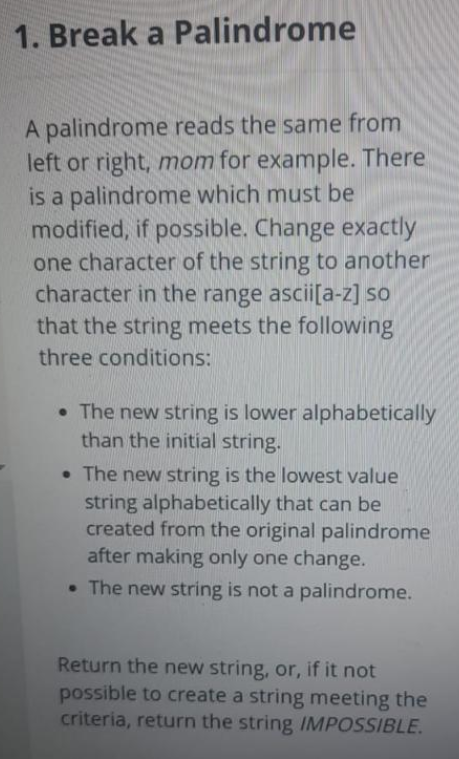 1. Break a Palindrome
A palindrome reads the same from
left or right, mom for example. There
is a palindrome which must be
modified, if possible. Change exactly
one character of the string to another
character in the range ascii[a-z] so
that the string meets the following
three conditions:
• The new string is lower alphabetically
than the initial string.
• The new string is the lowest value
string alphabetically that can be
created from the original palindrome
after making only one change.
• The new string is not a palindrome.
Return the new string, or, if it not
possible to create a string meeting the
criteria, return the string IMPOSSIBLE.